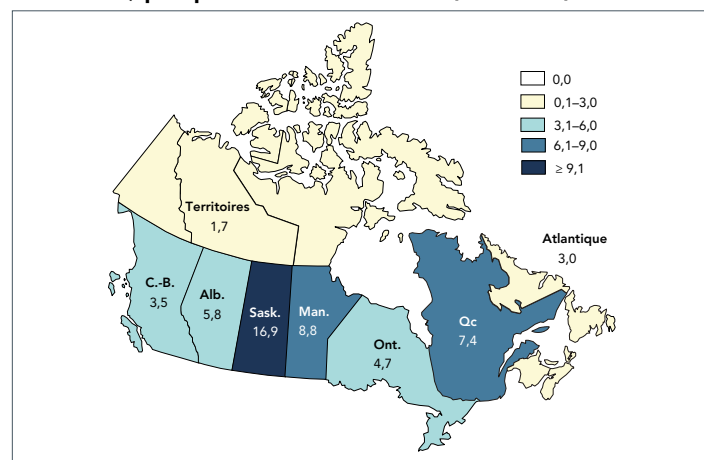 0,0
0,1–3,0
3,1–6,0
6,1–9,0
≥ 9,1
Territoires
1,7
Atlantique
3,0
C.-B.
3,5
Alb.
5,8
Sask.
16,9
Man.
8,8
Ont.
4,7
Qc
7,4